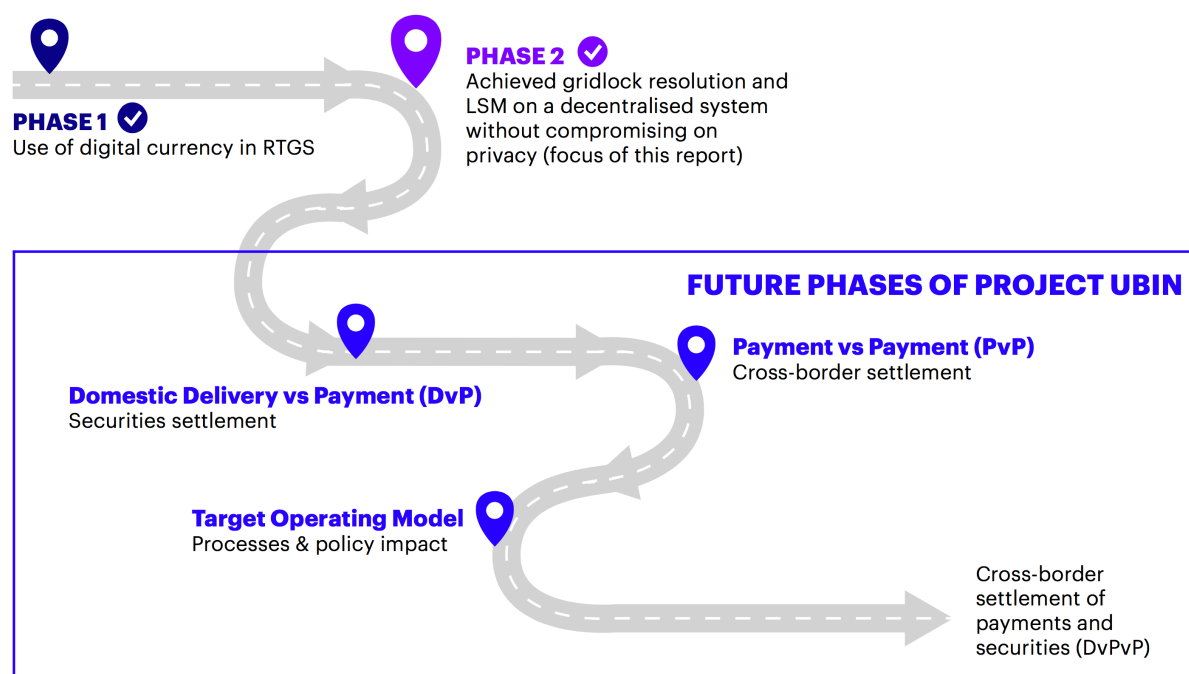 PHASE 1
Use of digital currency in RTGS
PHASE 2
Achieved gridlock resolution and
LSM on a decentralised system
without compromising on
privacy (focus of this report)
FUTURE PHASES OF PROJECT UBIN
Domestic Delivery vs Payment (DvP)
Securities settlement
Payment vs Payment (PvP)
Cross-border settlement
Target Operating Model
Processes & policy impact
Cross-border
settlement of
payments and
securities (DvPvP)